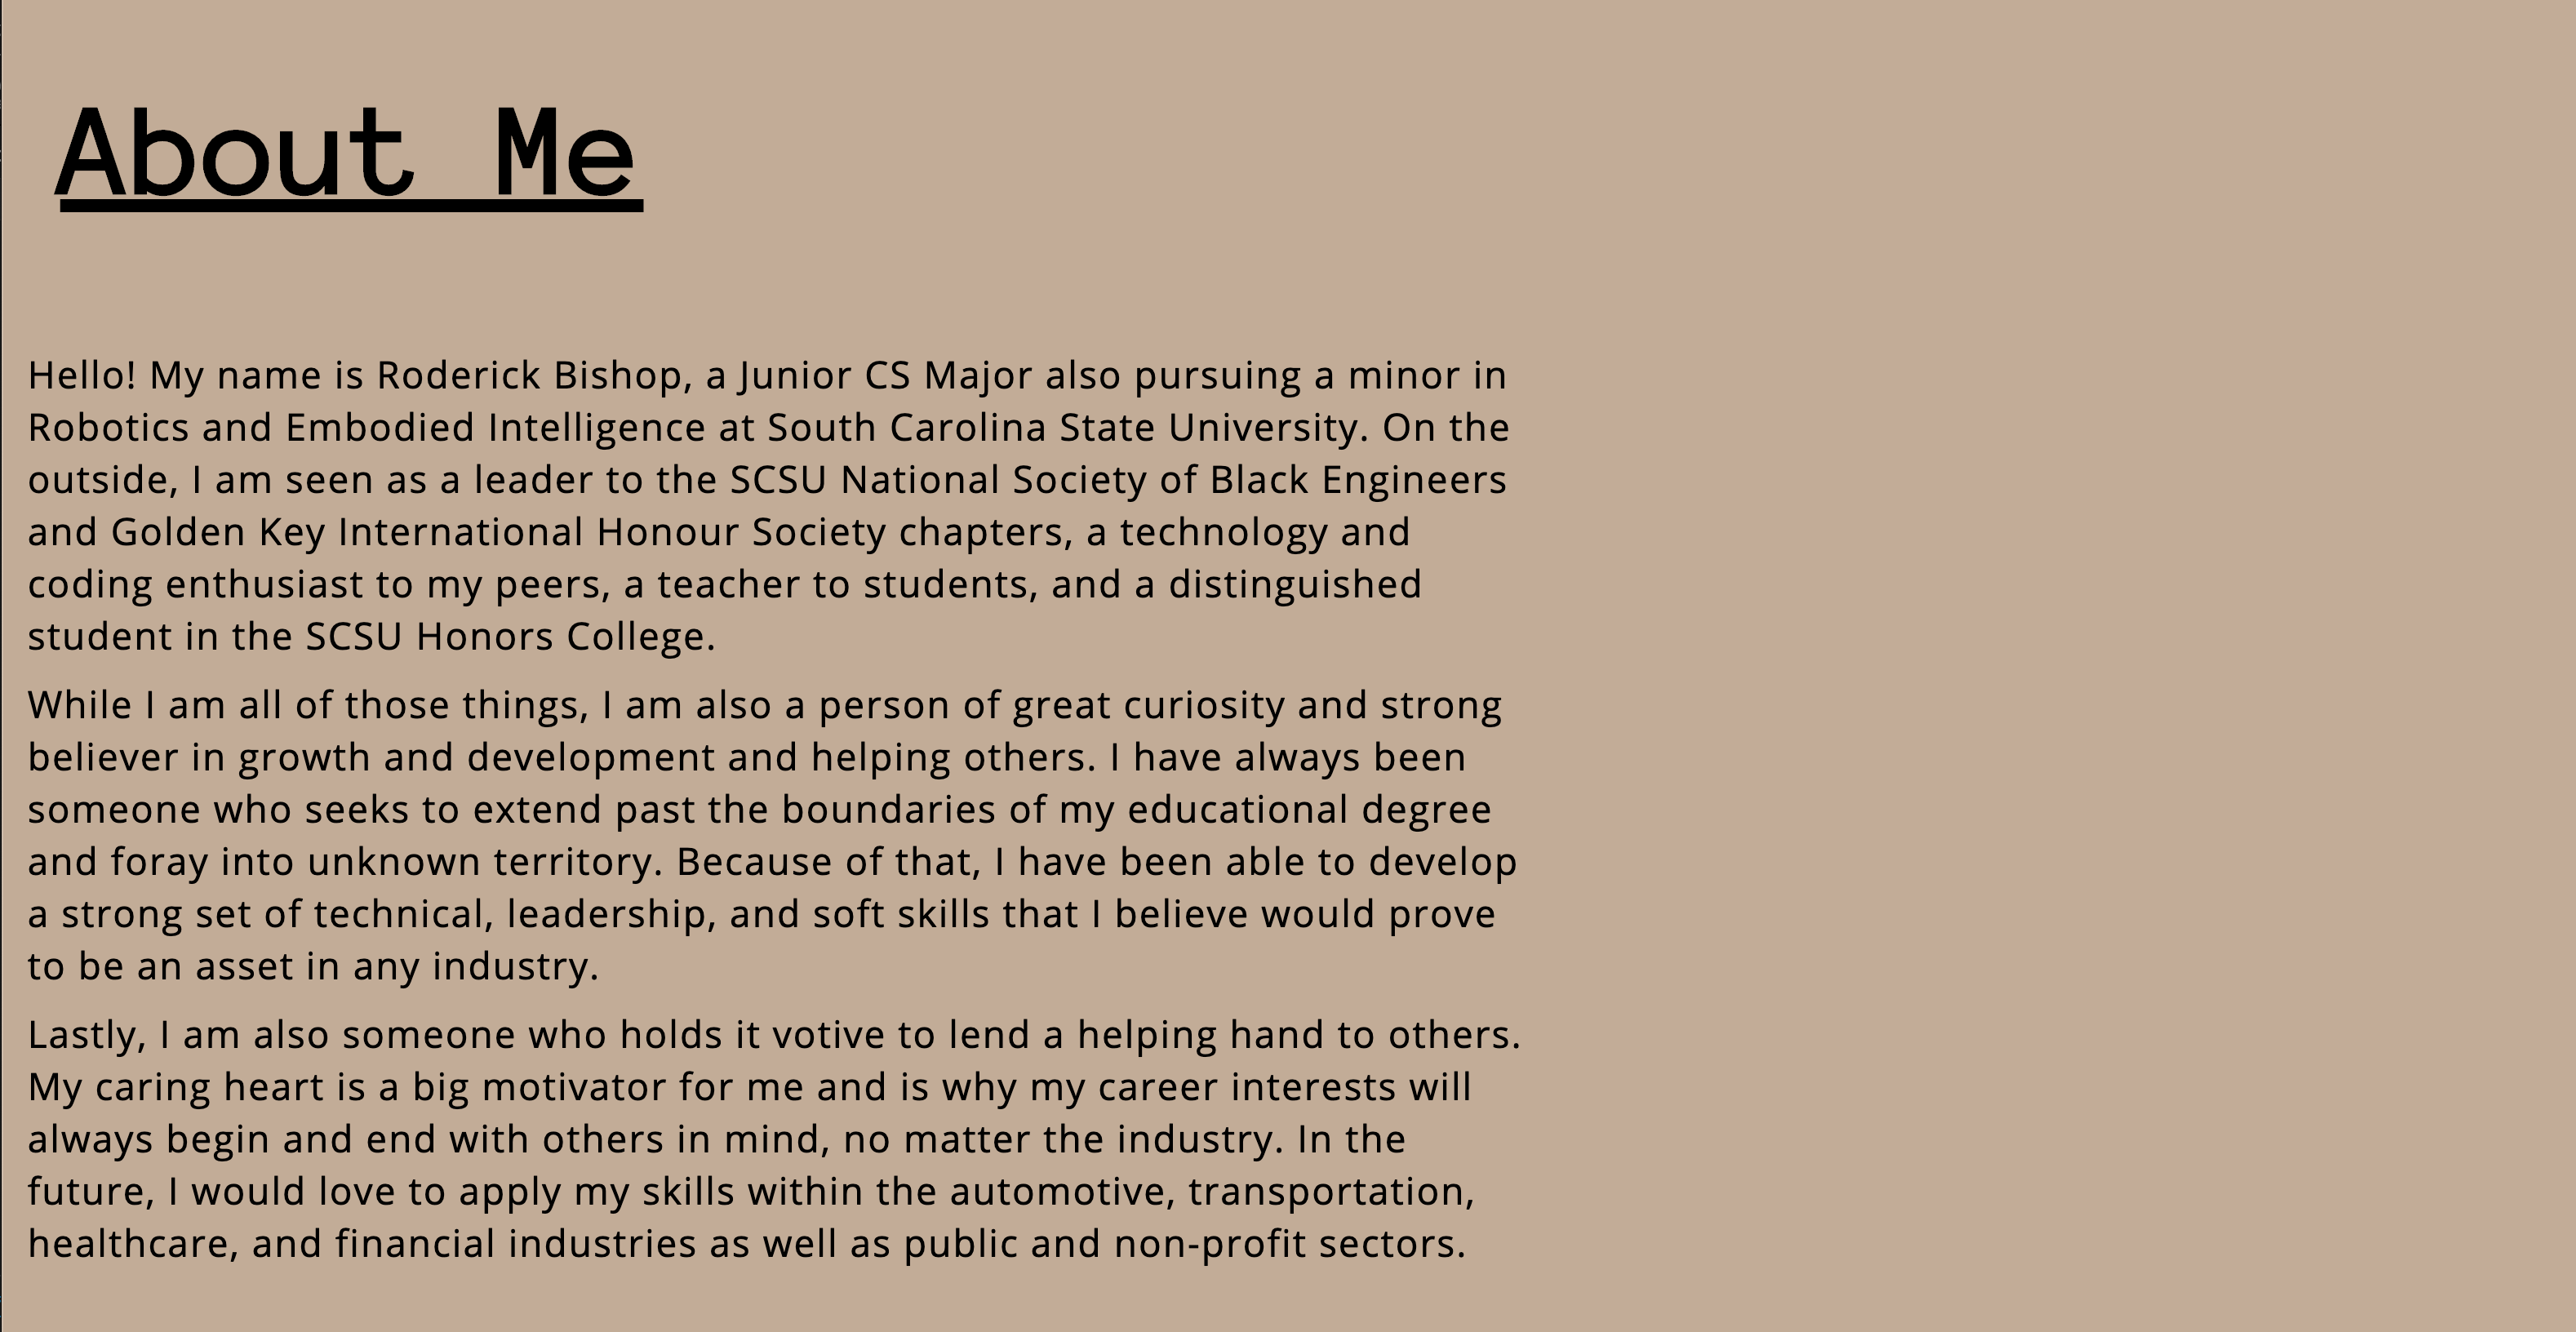 About Me
Hello! My name is Roderick Bishop, a Junior CS Major also pursuing a minor in
Robotics and Embodied Intelligence at South Carolina State University. On the
outside, I am seen as a leader to the SCSU National Society of Black Engineers
and Golden Key International Honour Society chapters, a technology and
coding enthusiast to my peers, a teacher to students, and a distinguished
student in the SCSU Honors College.
While I am all of those things, I am also a person of great curiosity and strong
believer in growth and development and helping others. I have always been
someone who seeks to extend past the boundaries of my educational degree
and foray into unknown territory. Because of that, I have been able to develop
a strong set of technical, leadership, and soft skills that I believe would prove
to be an asset in any industry.
Lastly, I am also someone who holds it votive to lend a helping hand to others.
My caring heart is a big motivator for me and is why my career interests will
always begin and end with others in mind, no matter the industry. In the
future, I would love to apply my skills within the automotive, transportation,
healthcare, and financial industries as well as public and non-profit sectors.